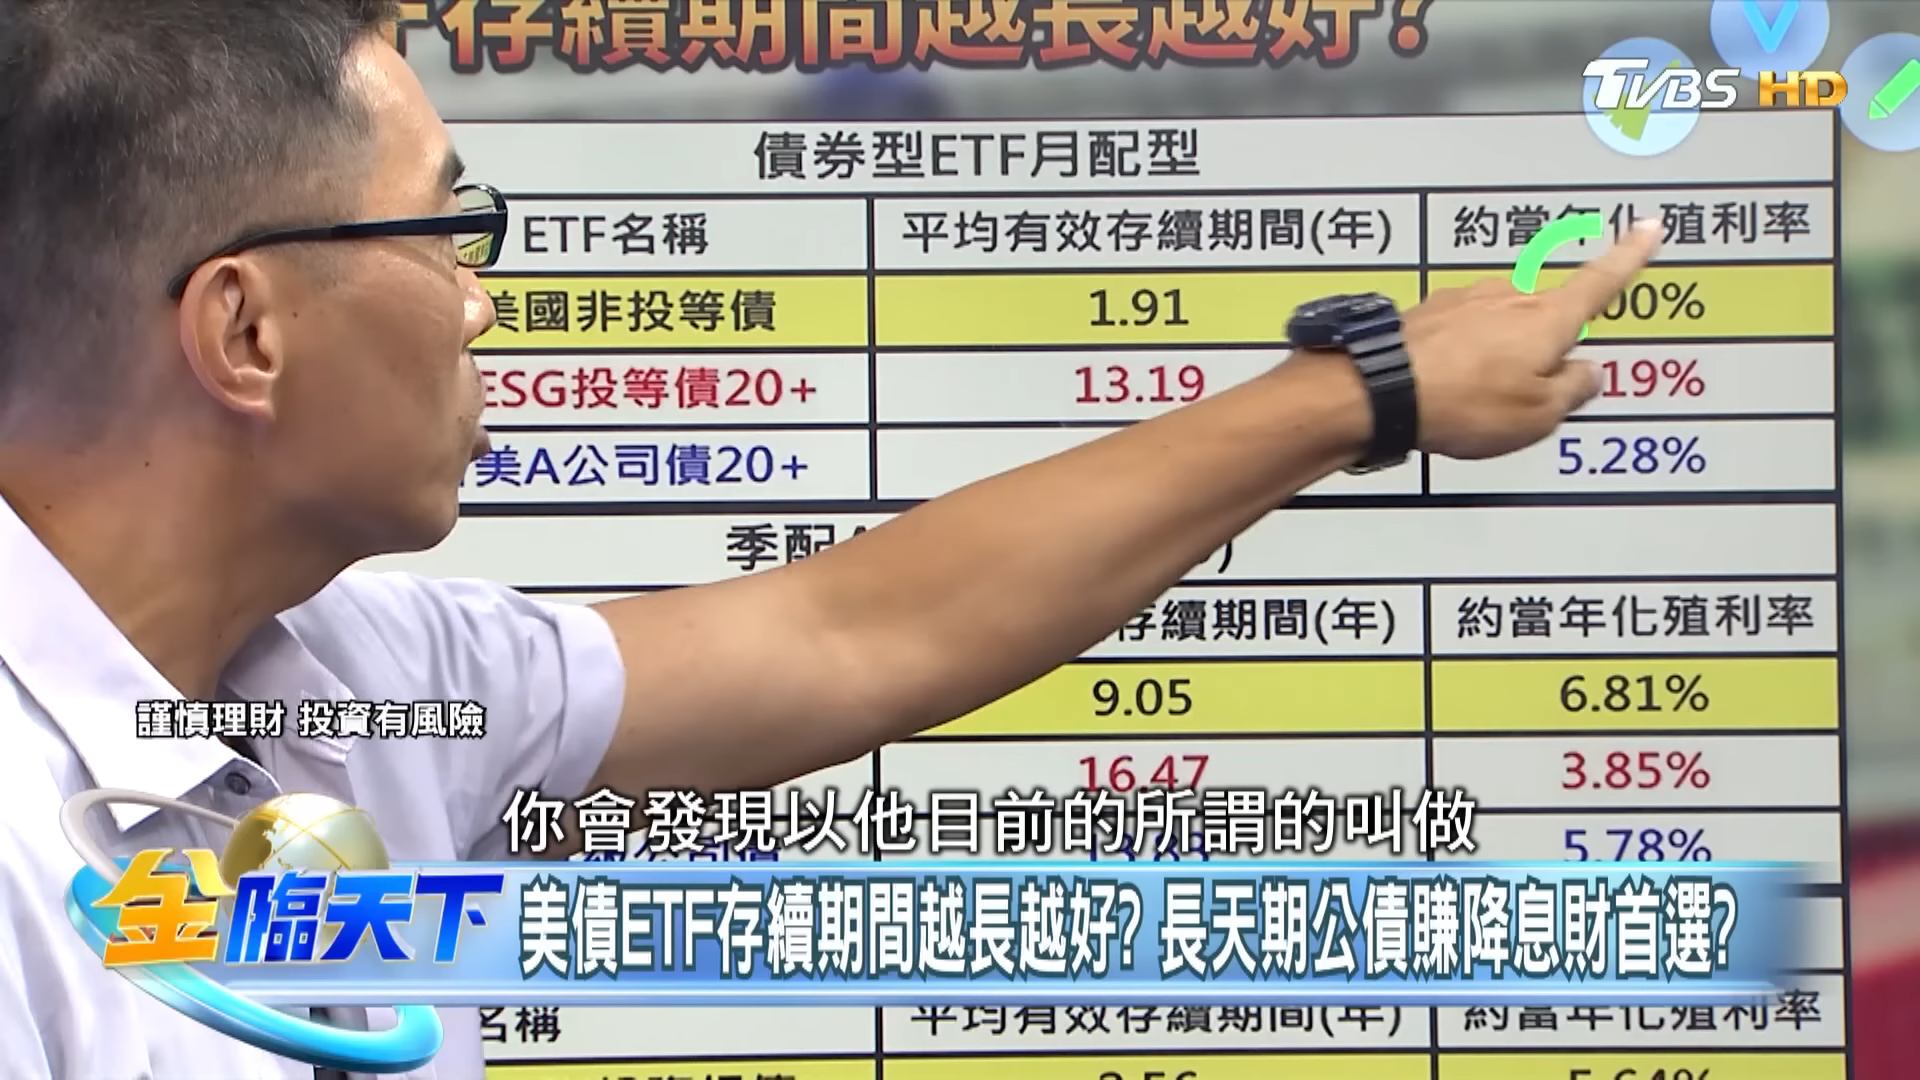 存續期間越長越好?
TVBS HD
債券型ETF月配型
ETF名稱 平均有效存續期間(年) 約當年化殖利率
美國非投等債 1.91 .00%
ESG投等債20+ 13.19 .19%
美A公司債20+ 5.28%
季配
存續期間(年) 約當年化殖利率
9.05 6.81%
謹慎理財 投資有風險
16.47 3.85%
你會發現以他目前的所謂的叫做
級公司債 13.83 5.78%
金臨天下
美債ETF存續期間越長越好? 長天期公債賺降息財首選?
名稱 平均有效存續期間(年) 約當年化殖利率